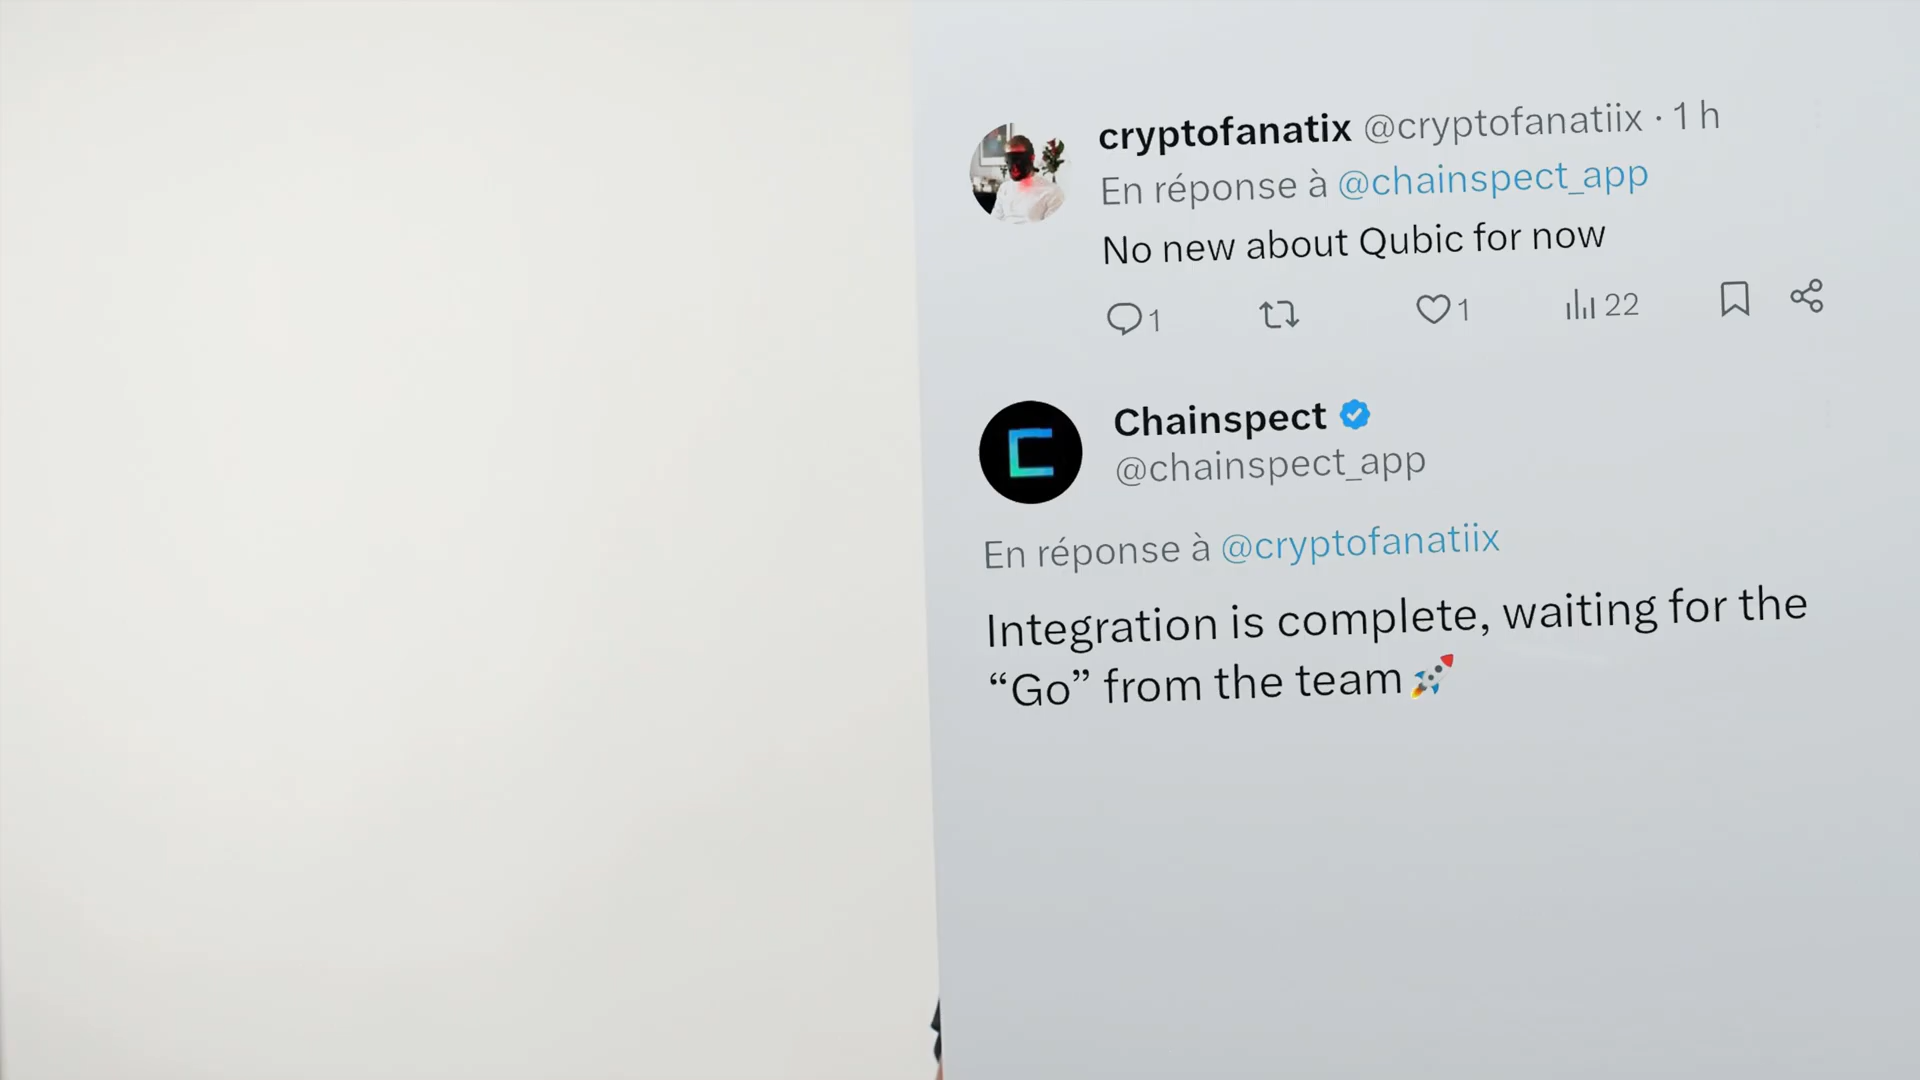 cryptofanatix @cryptofanatiix · 1 h
En réponse à @chainspect_app
No new about Qubic for now
1 1 22
Chainspect
@chainspect_app
En réponse à @cryptofanatiix
Integration is complete, waiting for the
“Go” from the team 🚀